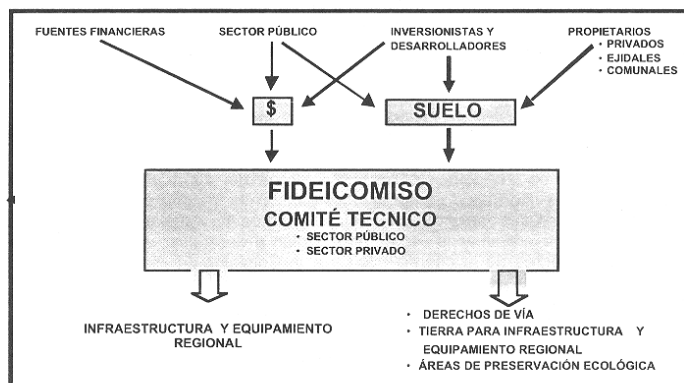 FUENTES FINANCIERAS
SECTOR PÚBLICO
INVERSIONISTAS Y
DESARROLLADORES
PROPIETARIOS
• PRIVADOS
• EJIDALES
• COMUNALES
$
SUELO
FIDEICOMISO
COMITÉ TECNICO
• SECTOR PÚBLICO
• SECTOR PRIVADO
INFRAESTRUCTURA Y EQUIPAMIENTO
REGIONAL
• DERECHOS DE VÍA
• TIERRA PARA INFRAESTRUCTURA Y
EQUIPAMIENTO REGIONAL
• ÁREAS DE PRESERVACIÓN ECOLÓGICA